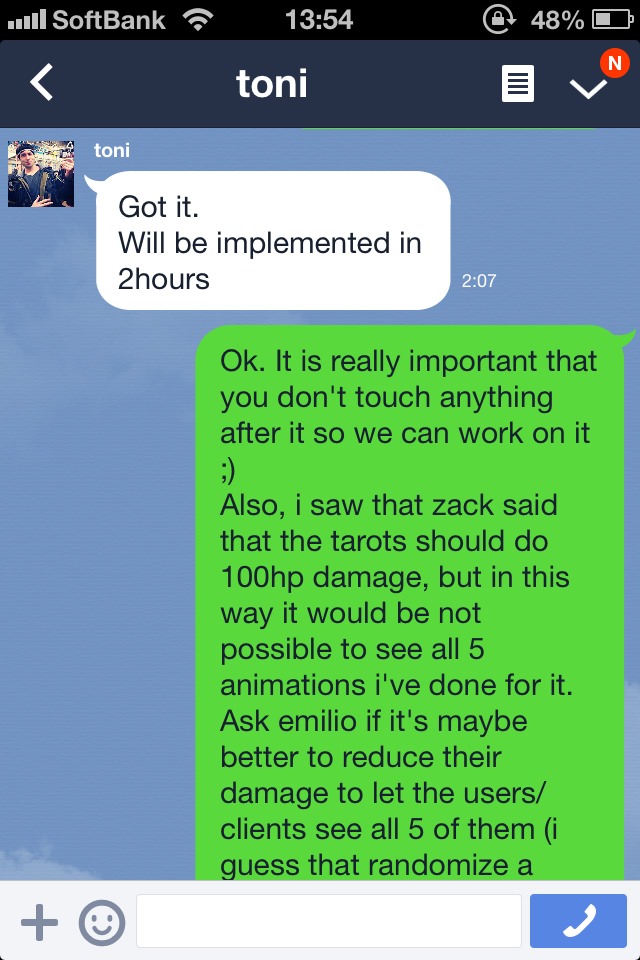 SoftBank 13:54 48%
toni
N
toni
Got it.
Will be implemented in
2hours
2:07
Ok. It is really important that
you don't touch anything
after it so we can work on it
;)
Also, i saw that zack said
that the tarots should do
100hp damage, but in this
way it would be not
possible to see all 5
animations i've done for it.
Ask emilio if it's maybe
better to reduce their
damage to let the users/
clients see all 5 of them (i
guess that randomize a